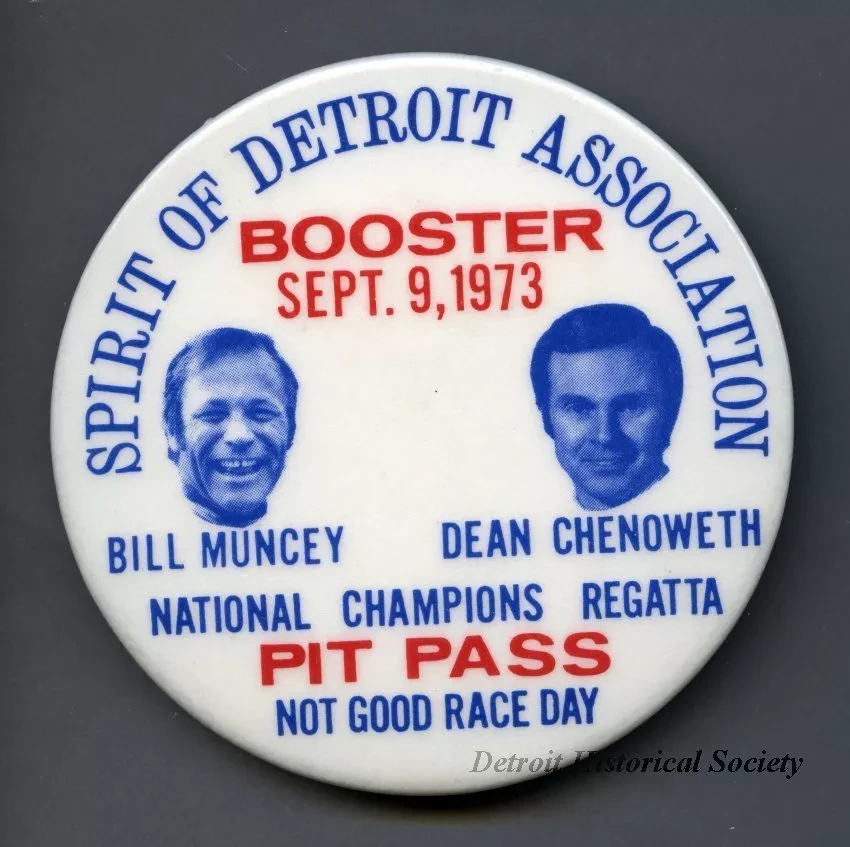 SPIRIT OF DETROIT ASSOCIATION
BOOSTER
SEPT. 9, 1973
BILL MUNCEY
DEAN CHENOWETH
NATIONAL CHAMPIONS REGATTA
PIT PASS
NOT GOOD RACE DAY
Detroit Historical Society